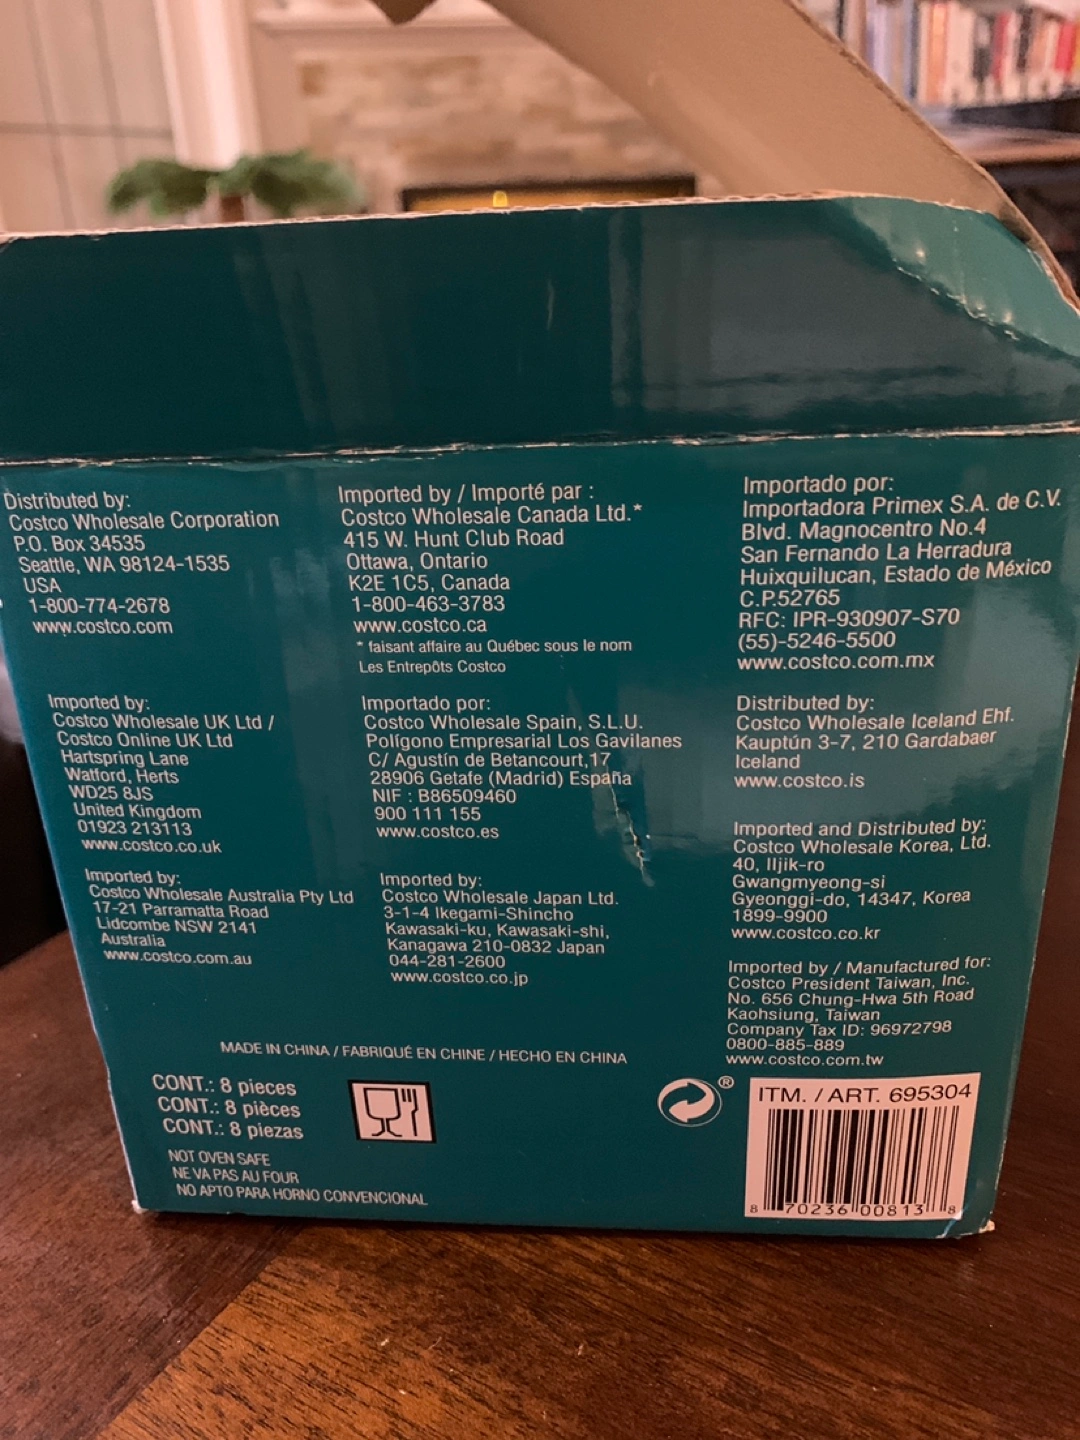 Distributed by:
Costco Wholesale Corporation
P.O. Box 34535
Seattle, WA 98124-1535
USA
1-800-774-2678
www.costco.com
Imported by / Importé par :
Costco Wholesale Canada Ltd.*
415 W. Hunt Club Road
Ottawa, Ontario
K2E 1C5, Canada
1-800-463-3783
www.costco.ca
* faisant affaire au Québec sous le nom
Les Entrepôts Costco
Importado por:
Importadora Primex S.A. de C.V.
Blvd. Magnocentro No.4
San Fernando La Herradura
Huixquilucan, Estado de México
C.P.52765
RFC: IPR-930907-S70
(55)-5246-5500
www.costco.com.mx
Imported by:
Costco Wholesale UK Ltd /
Costco Online UK Ltd
Hartspring Lane
Watford, Herts
WD25 8JS
United Kingdom
01923 213113
www.costco.co.uk
Importado por:
Costco Wholesale Spain, S.L.U.
Polígono Empresarial Los Gavilanes
C/ Agustín de Betancourt,17
28906 Getafe (Madrid) España
NIF : B86509460
900 111 155
www.costco.es
Distributed by:
Costco Wholesale Iceland Ehf.
Kauptún 3-7, 210 Gardabaer
Iceland
www.costco.is
Imported by:
Costco Wholesale Australia Pty Ltd
17-21 Parramatta Road
Lidcombe NSW 2141
Australia
www.costco.com.au
Imported by:
Costco Wholesale Japan Ltd.
3-1-4 Ikegami-Shincho
Kawasaki-ku, Kawasaki-shi,
Kanagawa 210-0832 Japan
044-281-2600
www.costco.co.jp
Imported and Distributed by:
Costco Wholesale Korea, Ltd.
40, Iljik-ro
Gwangmyeong-si
Gyeonggi-do, 14347, Korea
1899-9900
www.costco.co.kr
Imported by / Manufactured for:
Costco President Taiwan, Inc.
No. 656 Chung-Hwa 5th Road
Kaohsiung, Taiwan
Company Tax ID: 96972798
0800-885-889
www.costco.com.tw
MADE IN CHINA / FABRIQUÉ EN CHINE / HECHO EN CHINA
CONT.: 8 pieces
CONT.: 8 pièces
CONT.: 8 piezas
NOT OVEN SAFE
NE VA PAS AU FOUR
NO APTO PARA HORNO CONVENCIONAL
®
ITM. / ART. 695304
8 70236 00813 8